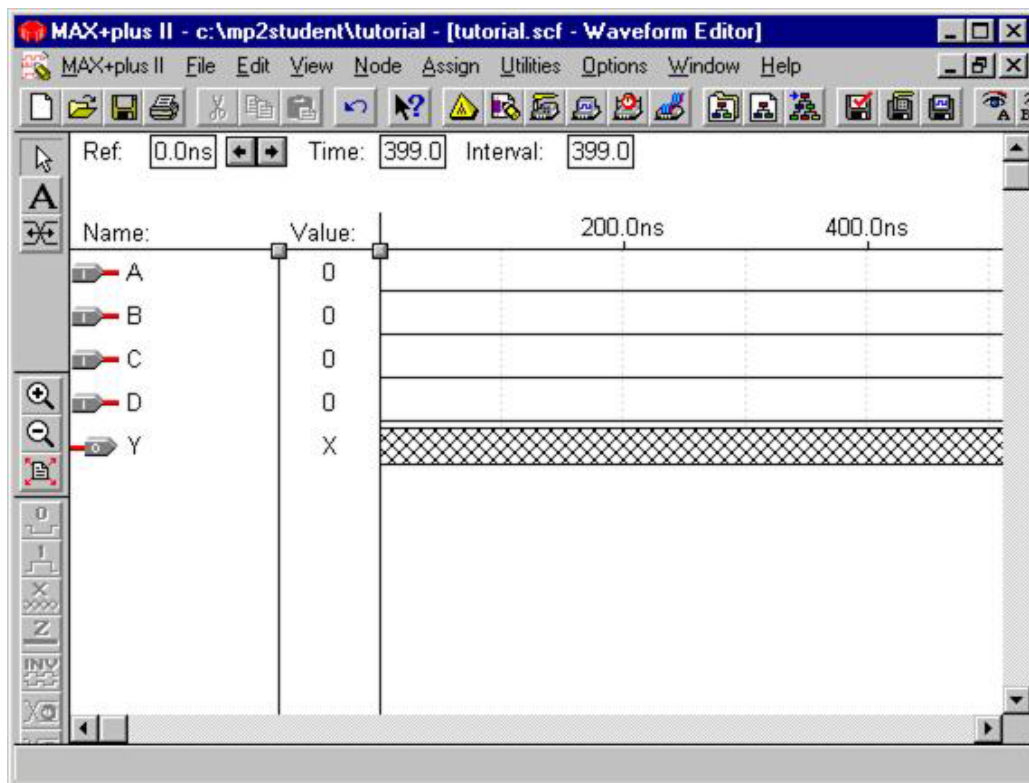 MAX+plus II - c:\mp2student\tutorial - [tutorial.scf - Waveform Editor]
MAX+plus II File Edit View Node Assign Utilities Options Window Help
Ref: 0.0ns Time: 399.0 Interval: 399.0
A
Name: Value: 200.0ns 400.0ns
A 0
B 0
C 0
D 0
Y X
0
1
X
Z
INV